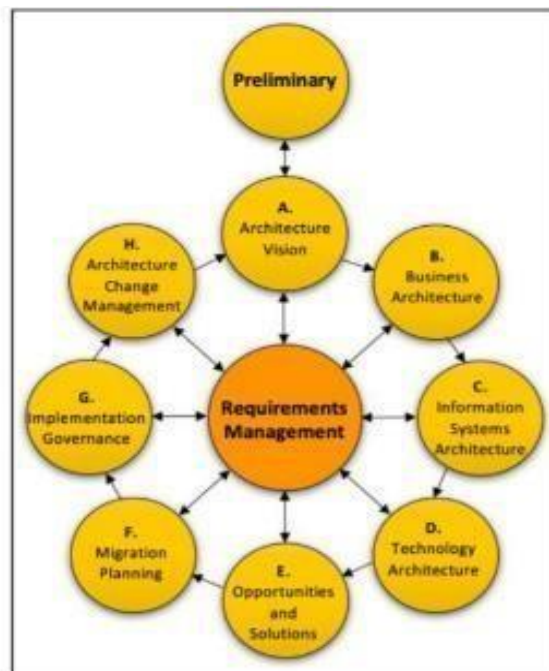 Preliminary
A.
Architecture
Vision
B.
Business
Architecture
C.
Information
Systems
Architecture
D.
Technology
Architecture
E.
Opportunities
and
Solutions
F.
Migration
Planning
G.
Implementation
Governance
H.
Architecture
Change
Management
Requirements
Management